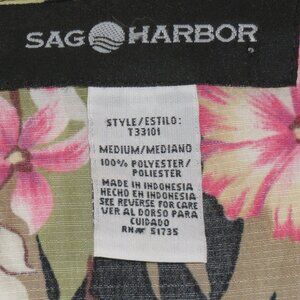 SAG HARBOR
STYLE/ESTILO:
T33101
MEDIUM/MEDIANO
100% POLYESTER/
POLIESTER
MADE IN INDONESIA
HECHO EN INDONESIA
SEE REVERSE FOR CARE
VER AL DORSO PARA
CUIDADO
RN# 51735